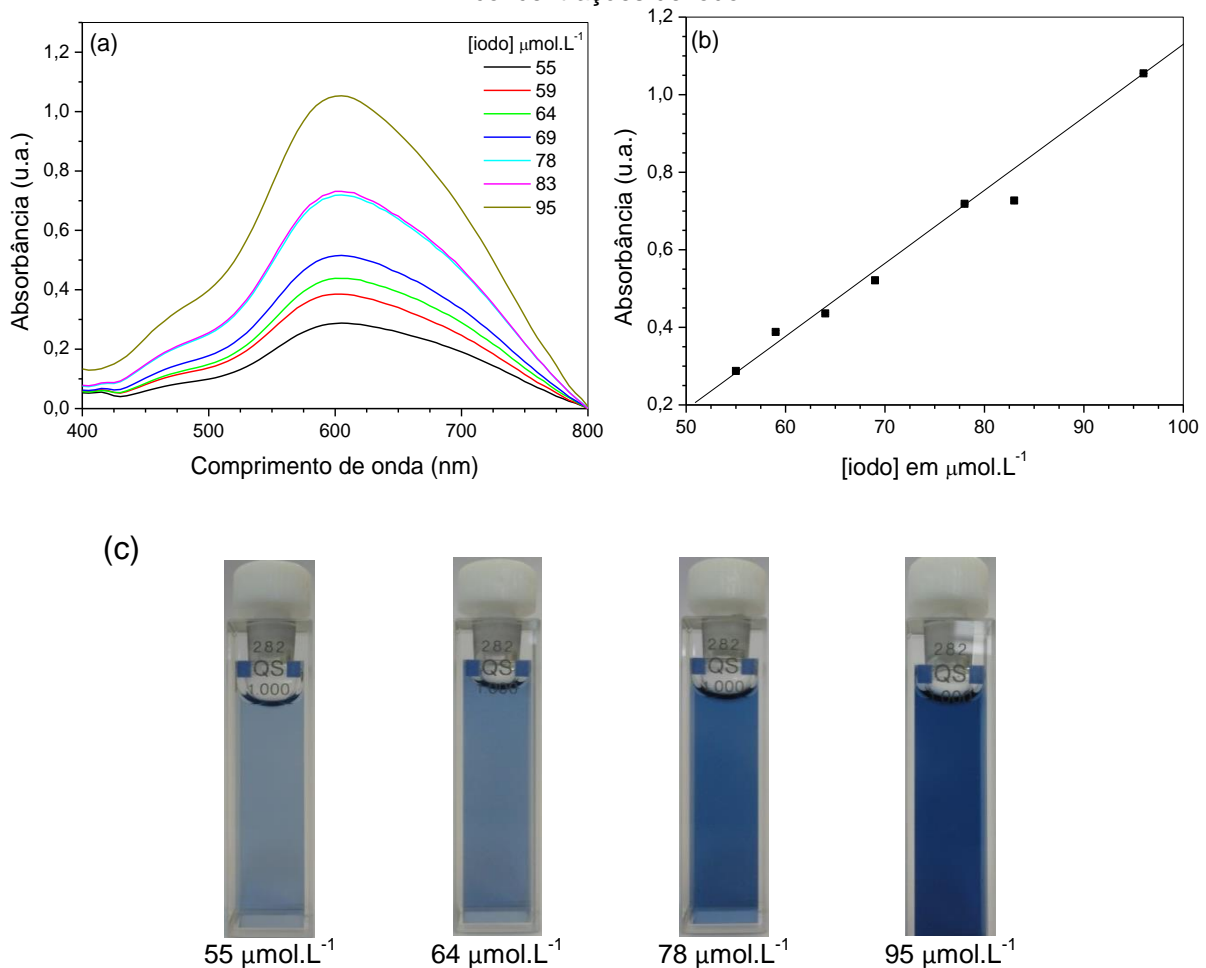 (a)
[iodo] μmol.L-1
55
59
64
69
78
83
95
Absorbância (u.a.)
1,2
1,0
0,8
0,6
0,4
0,2
0,0
400 500 600 700 800
Comprimento de onda (nm)
(b)
Absorbância (u.a.)
1,2
1,0
0,8
0,6
0,4
0,2
50 60 70 80 90 100
[iodo] em μmol.L-1
(c)
282 282 282 282
QS QS QS QS
1.000
55 μmol.L-1 64 μmol.L-1 78 μmol.L-1 95 μmol.L-1